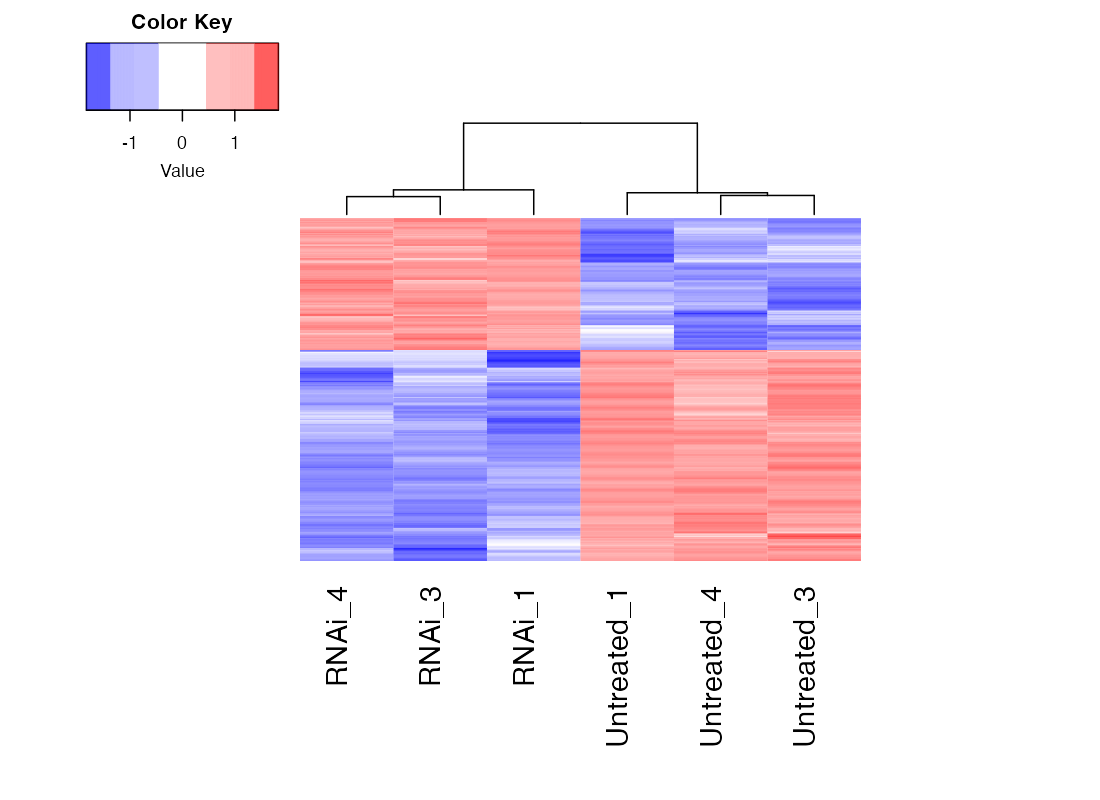 Color Key
-1 0 1
Value
RNAi_4
RNAi_3
RNAi_1
Untreated_1
Untreated_4
Untreated_3